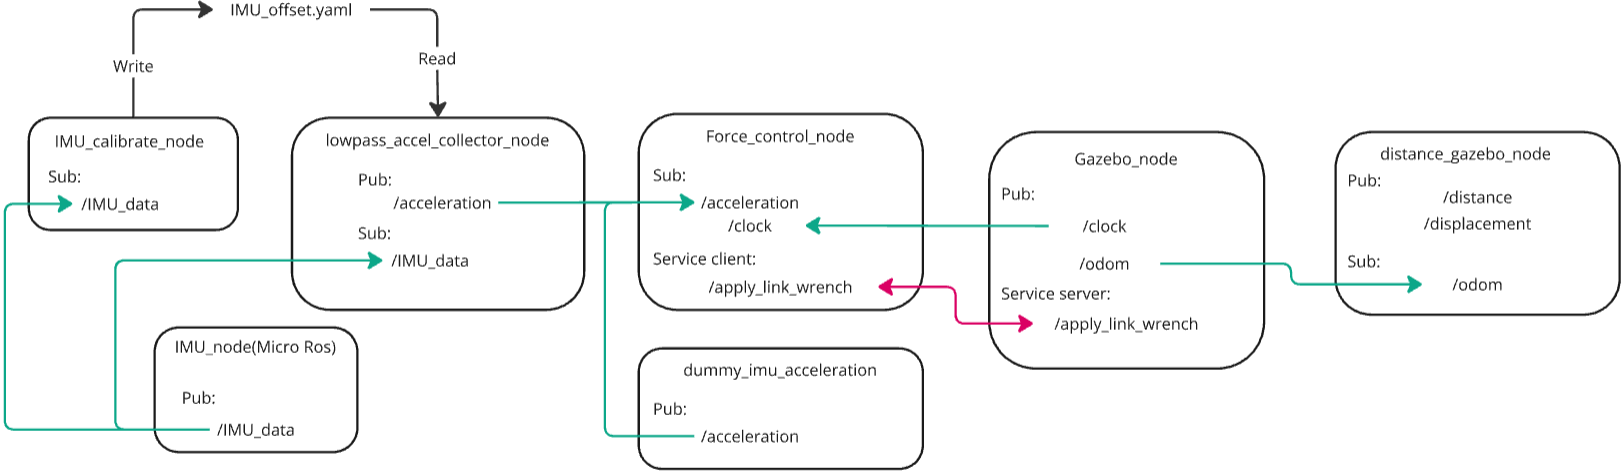 IMU_offset.yaml
Write
Read
IMU_calibrate_node
Sub:
/IMU_data
lowpass_accel_collector_node
Pub:
/acceleration
Sub:
/IMU_data
IMU_node(Micro Ros)
Pub:
/IMU_data
Force_control_node
Sub:
/acceleration
/clock
Service client:
/apply_link_wrench
dummy_imu_acceleration
Pub:
/acceleration
Gazebo_node
Pub:
/clock
/odom
Service server:
/apply_link_wrench
distance_gazebo_node
Pub:
/distance
/displacement
Sub:
/odom